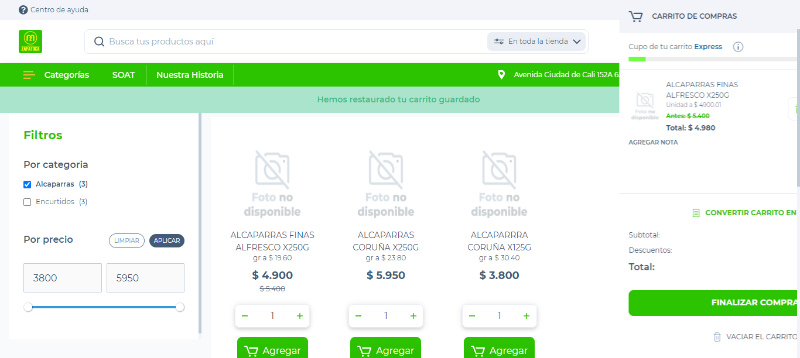 Centro de ayuda
Busca tus productos aquí
En toda la tienda
Categorías
SOAT
Nuestra Historia
Avenida Ciudad de Cali 152A 6
Hemos restaurado tu carrito guardado
Filtros
Por categoria
Alcaparras (3)
Encurtidos (3)
Por precio
LIMPIAR
APLICAR
3800
5950
Foto no
disponible
ALCAPARRAS FINAS
ALFRESCO X250G
gr a $ 19.60
$ 4.900
$ 5.400
- 1 +
Agregar
Foto no
disponible
ALCAPARRAS
CORUÑA X250G
gr a $ 23.80
$ 5.950
- 1 +
Agregar
Foto no
disponible
ALCAPARRRA
CORUÑA X125G
gr a $ 30.40
$ 3.800
- 1 +
Agregar
CARRITO DE COMPRAS
Cupo de tu carrito Express
Foto no
disponible
ALCAPARRAS FINAS
ALFRESCO X250G
Unidad a $ 4900.01
Antes: $ 5.400
Total: $ 4.980
AGREGAR NOTA
CONVERTIR CARRITO EN
Subtotal:
Descuentos:
Total:
FINALIZAR COMPRA
VACIAR EL CARRITO